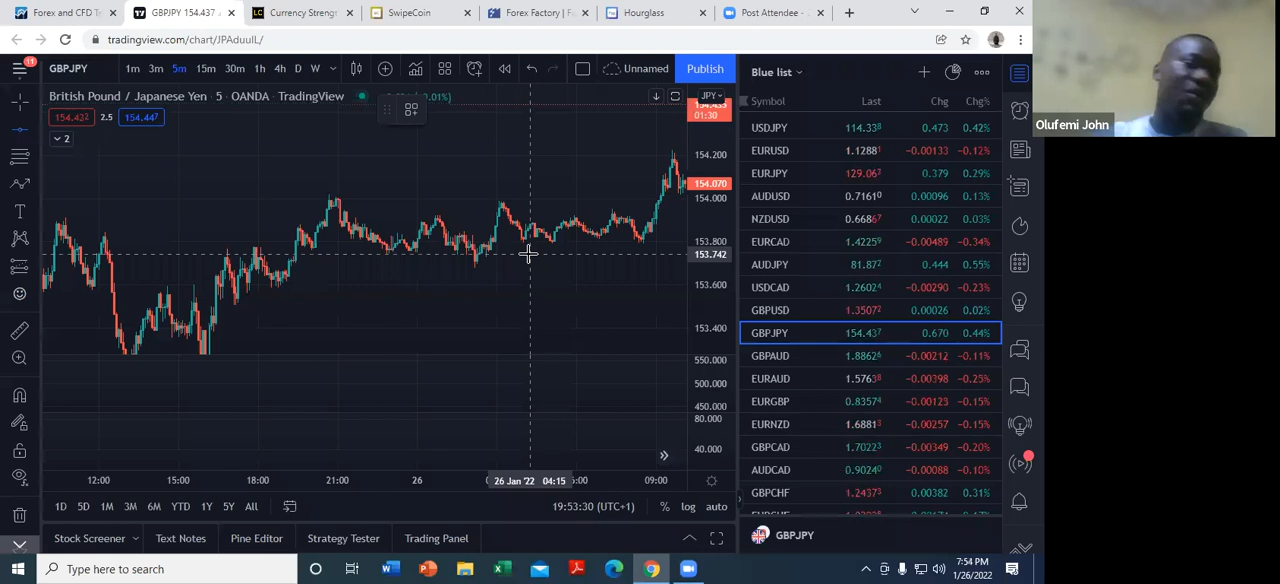 Forex and CFD Te
GBPJPY 154.437
Currency Strengt
SwipeCoin
Forex Factory | Fo
Hourglass
Post Attendee -
tradingview.com/chart/JPAduulL/
11
GBPJPY
1m 3m 5m 15m 30m 1h 4h D W
Unnamed
Publish
Blue list
British Pound / Japanese Yen · 5 · OANDA · TradingView
JPY
154.422 2.5 154.447
2
01:30
154.200
154.070
154.000
153.800
153.742
153.600
153.400
550.000
500.000
450.000
80.000
40.000
12:00 15:00 18:00 21:00 26 26 Jan '22 04:15 09:00
1D 5D 1M 3M 6M YTD 1Y 5Y All
19:53:30 (UTC+1) % log auto
Stock Screener Text Notes Pine Editor Strategy Tester Trading Panel
Symbol Last Chg Chg%
USDJPY 114.338 0.473 0.42%
EURUSD 1.12881 -0.00133 -0.12%
EURJPY 129.062 0.379 0.29%
AUDUSD 0.71610 0.00096 0.13%
NZDUSD 0.66867 0.00022 0.03%
EURCAD 1.42259 -0.00489 -0.34%
AUDJPY 81.872 0.444 0.55%
USDCAD 1.26024 -0.00290 -0.23%
GBPUSD 1.35072 0.00026 0.02%
GBPJPY 154.437 0.670 0.44%
GBPAUD 1.88626 -0.00212 -0.11%
EURAUD 1.57638 -0.00398 -0.25%
EURGBP 0.83574 -0.00123 -0.15%
EURNZD 1.68813 -0.00257 -0.15%
GBPCAD 1.70223 -0.00349 -0.20%
AUDCAD 0.90240 -0.00088 -0.10%
GBPCHF 1.24373 0.00382 0.31%
GBPJPY
Olufemi John
Type here to search
7:54 PM
1/26/2022